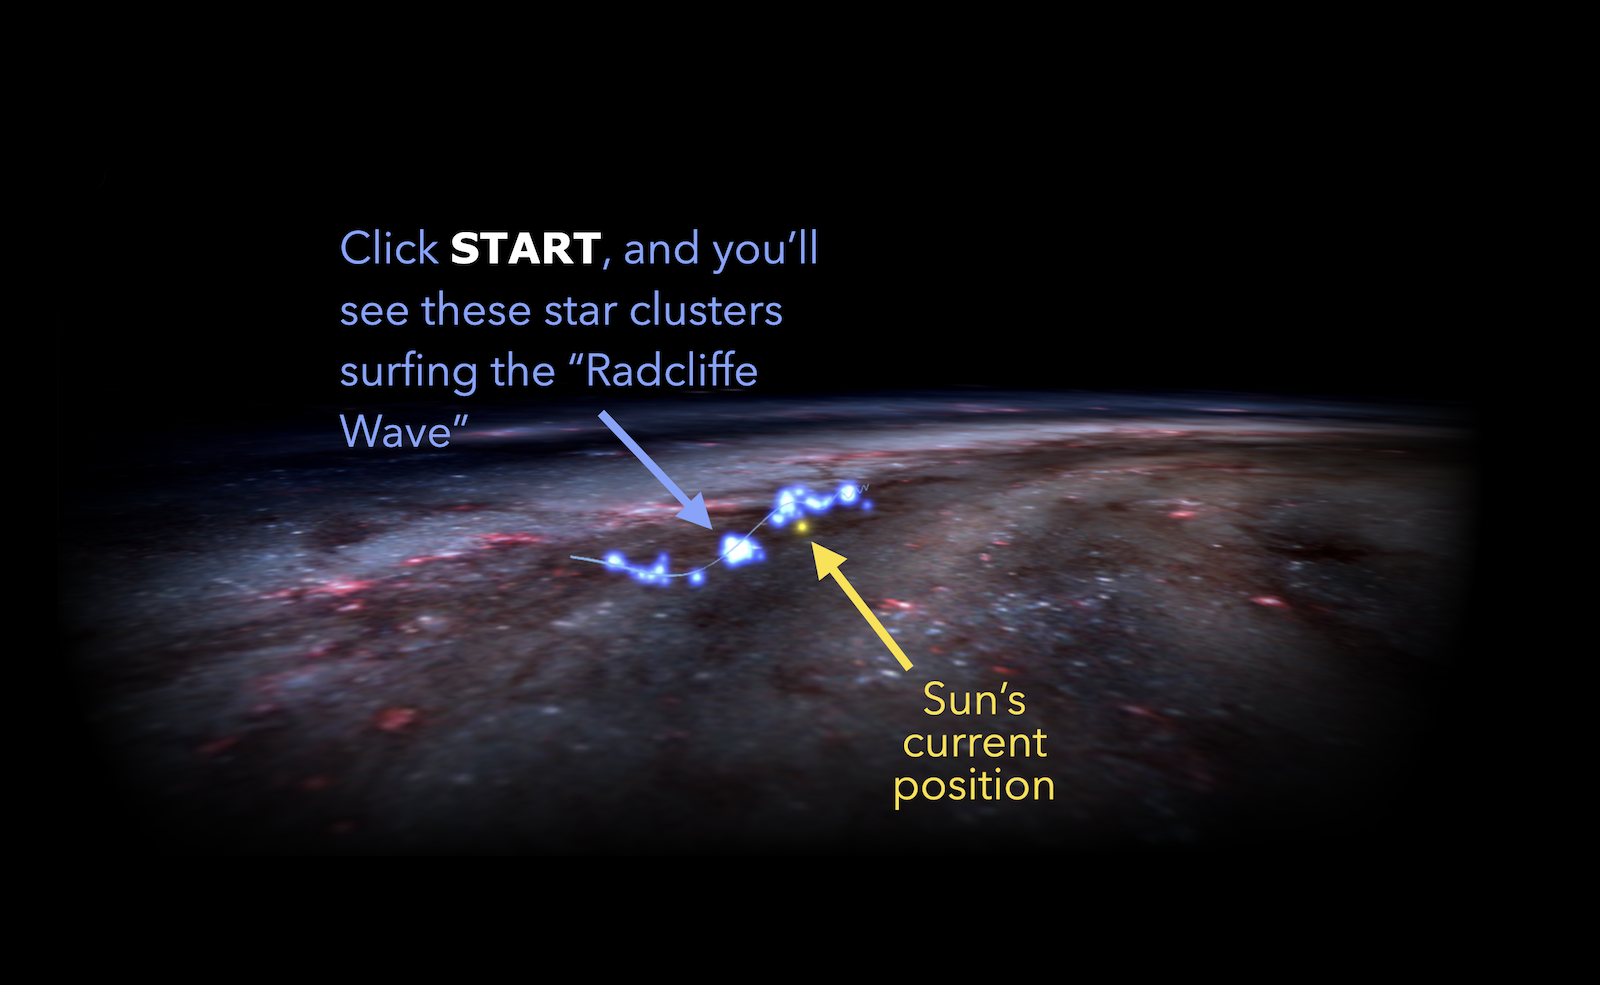 Click START, and you’ll
see these star clusters
surfing the “Radcliffe
Wave”
Sun’s
current
position